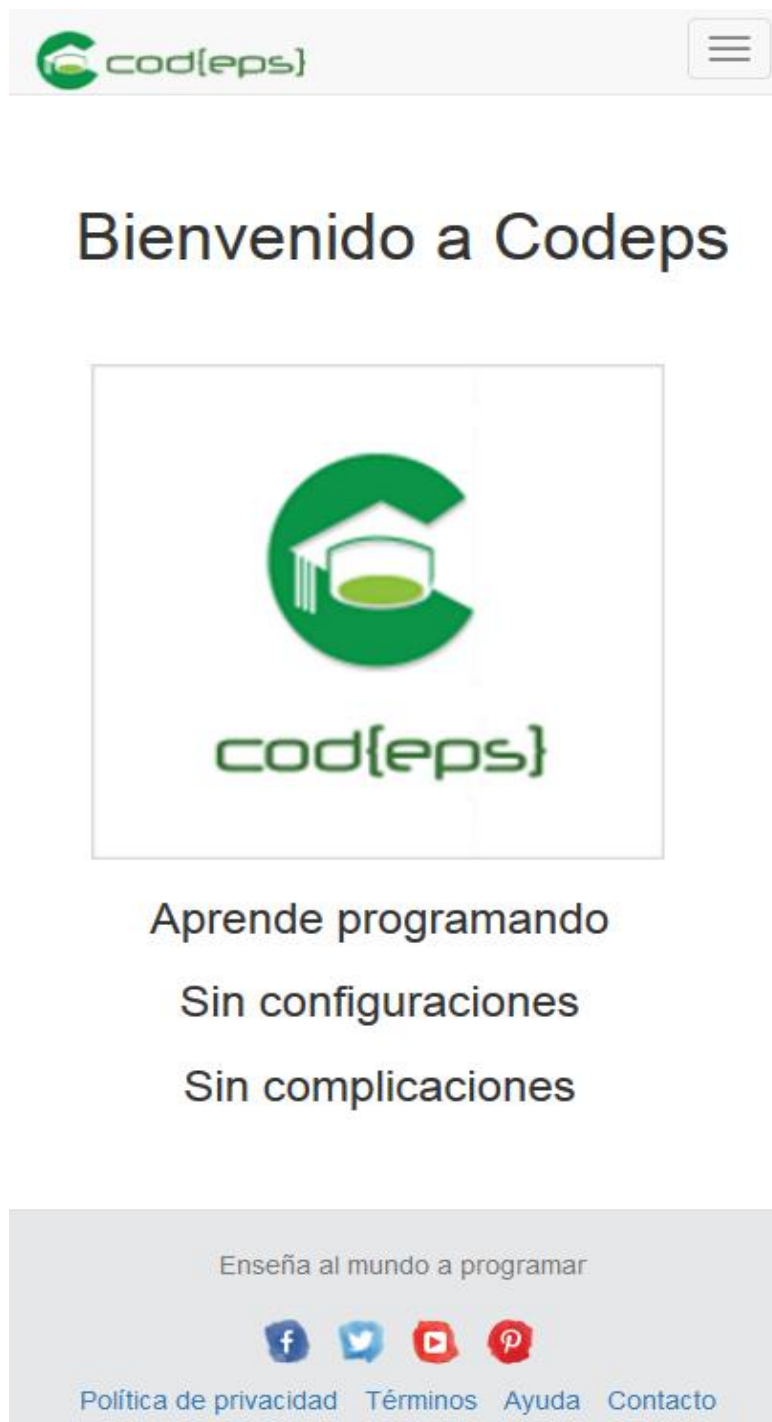 cod{eps}
Bienvenido a Codeps
cod{eps}
Aprende programando
Sin configuraciones
Sin complicaciones
Enseña al mundo a programar
Política de privacidad Términos Ayuda Contacto